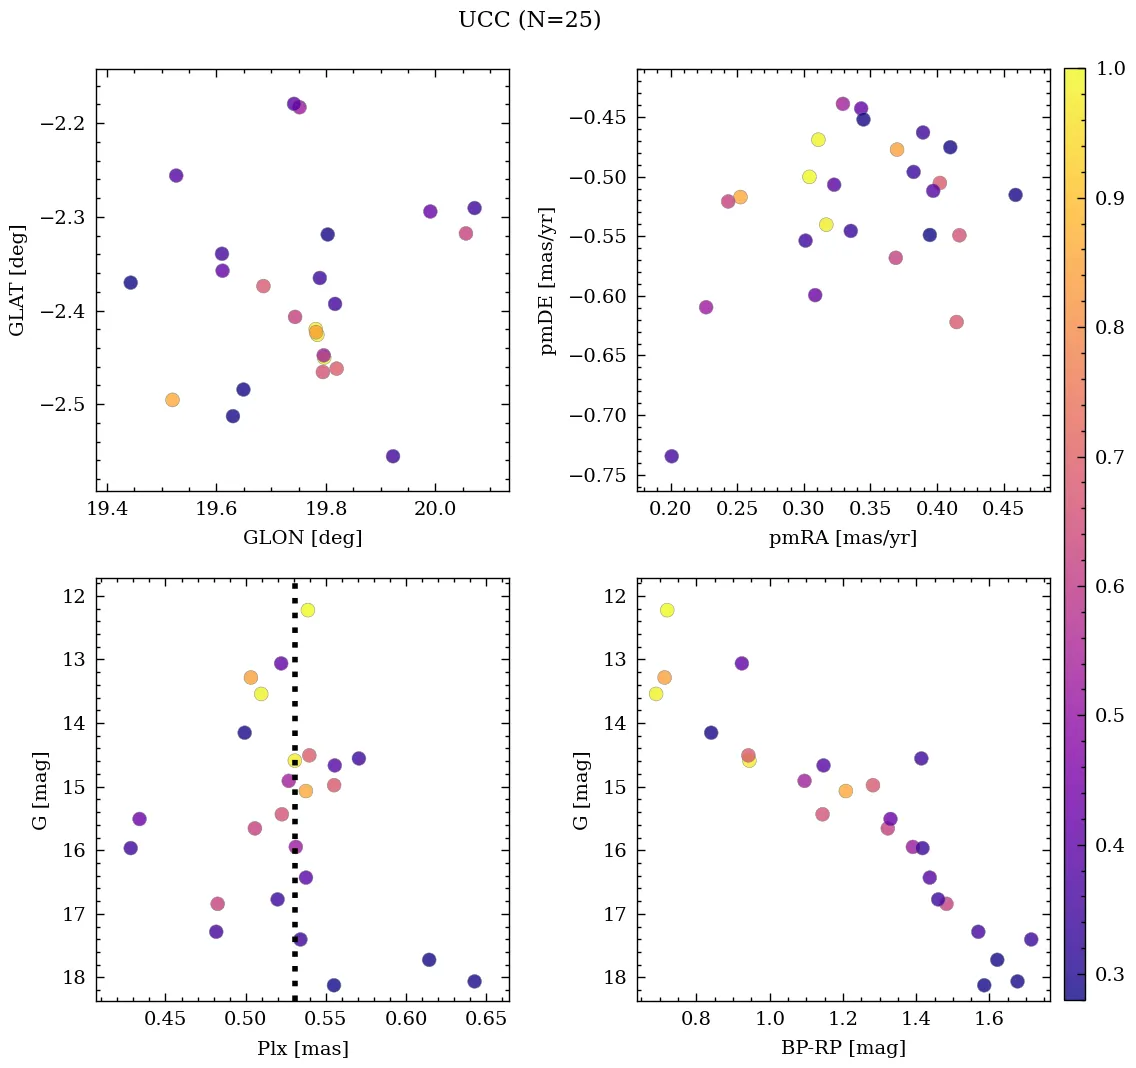 UCC (N=25)
−2.2
−2.3
−2.4
−2.5
GLAT [deg]
19.4 19.6 19.8 20.0
GLON [deg]
−0.45
−0.50
−0.55
−0.60
−0.65
−0.70
−0.75
pmDE [mas/yr]
0.20 0.25 0.30 0.35 0.40 0.45
pmRA [mas/yr]
12
13
14
15
16
17
18
G [mag]
0.45 0.50 0.55 0.60 0.65
Plx [mas]
12
13
14
15
16
17
18
G [mag]
0.8 1.0 1.2 1.4 1.6
BP-RP [mag]
1.0
0.9
0.8
0.7
0.6
0.5
0.4
0.3